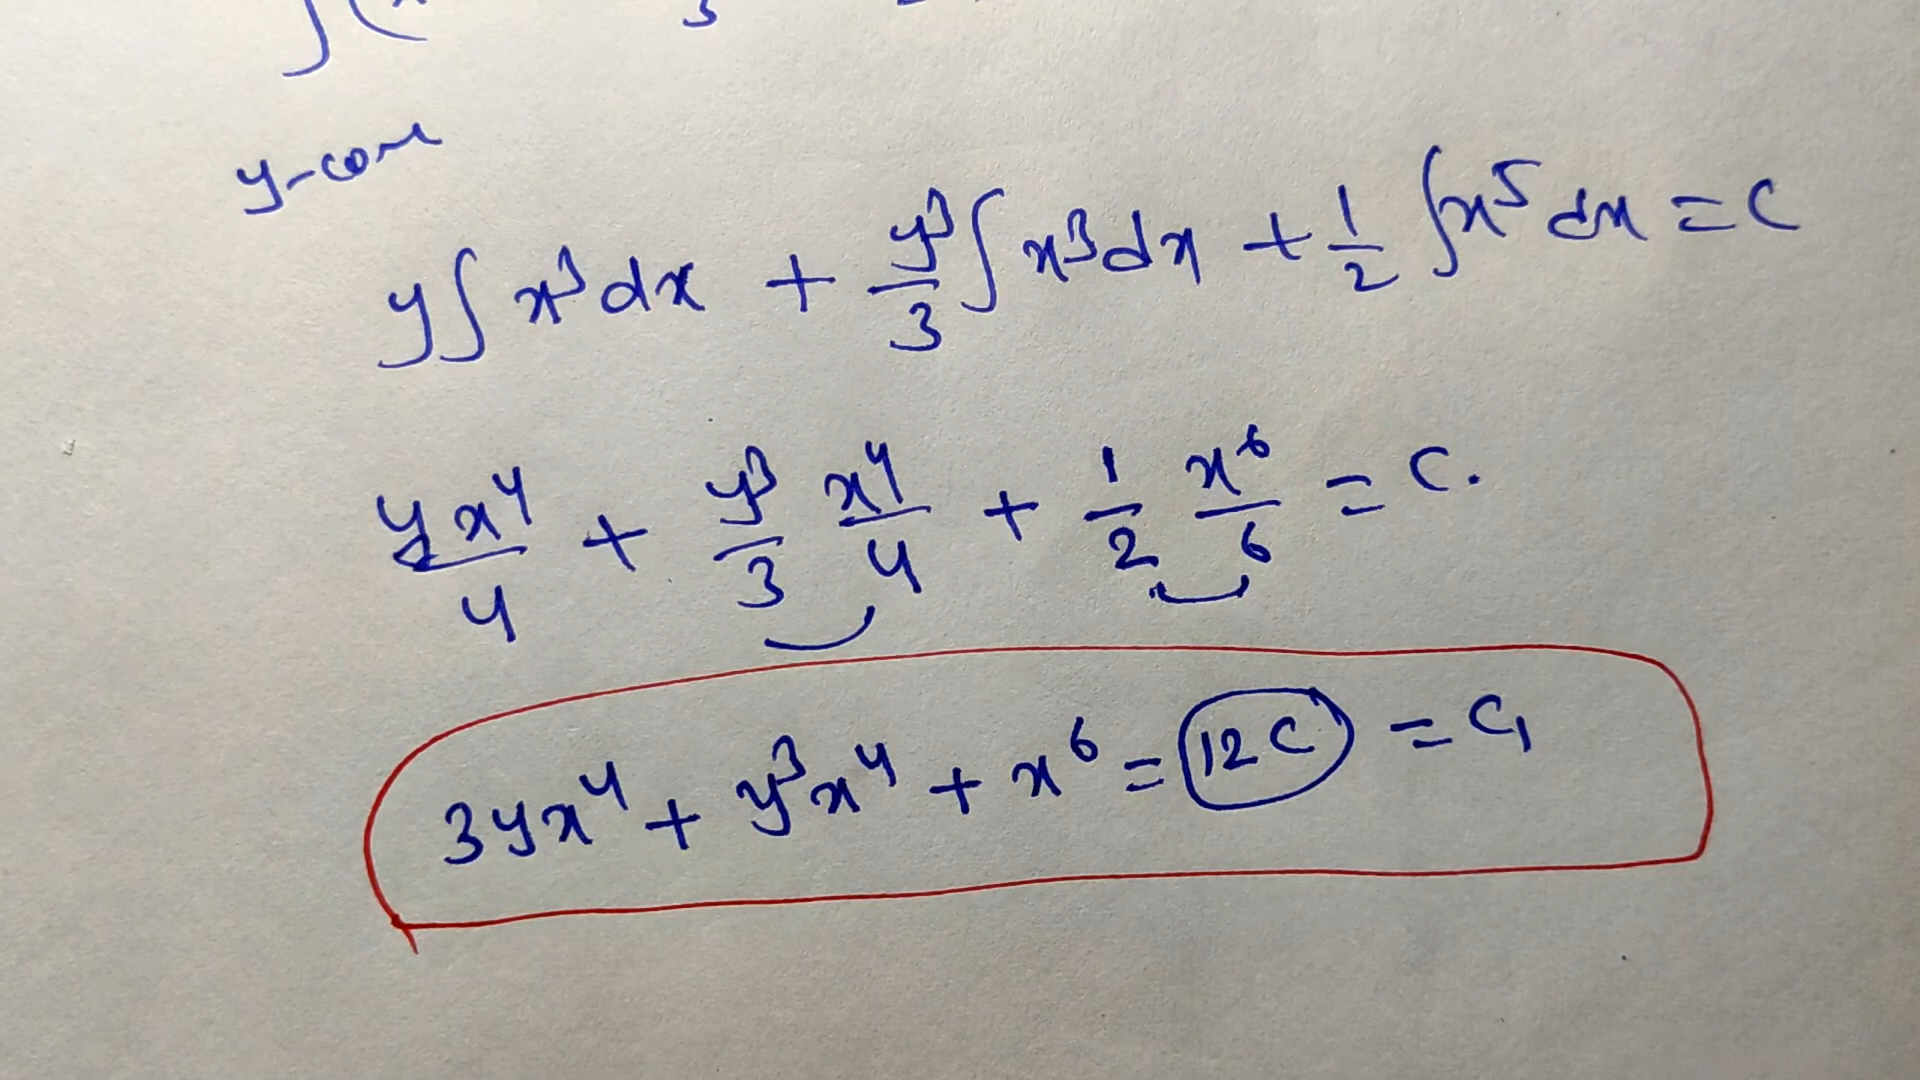 y-con
y∫x³dx + y³/3 ∫x³dx + 1/2 ∫x⁵dx = C
yx⁴/4 + y³/3 x⁴/4 + 1/2 x⁶/6 = C.
3yx⁴ + y³x⁴ + x⁶ = 12C = C₁